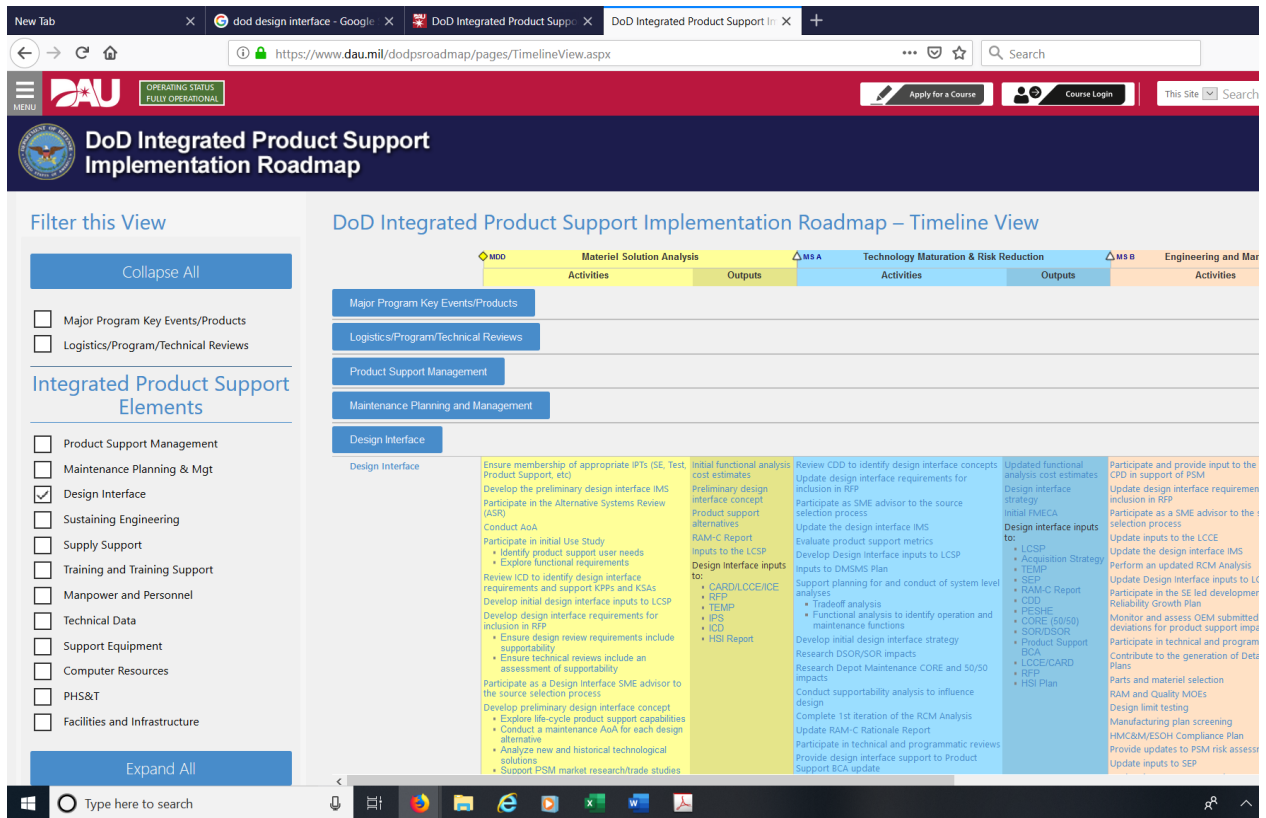 New Tab
dod design interface - Google
DoD Integrated Product Suppo
DoD Integrated Product Support Im
https://www.dau.mil/dodpsroadmap/pages/TimelineView.aspx
Search
MENU
DAU
OPERATING STATUS
FULLY OPERATIONAL
Apply for a Course
Course Login
This Site
Search
DoD Integrated Product Support
Implementation Roadmap
Filter this View
Collapse All
Major Program Key Events/Products
Logistics/Program/Technical Reviews
Integrated Product Support
Elements
Product Support Management
Maintenance Planning & Mgt
Design Interface
Sustaining Engineering
Supply Support
Training and Training Support
Manpower and Personnel
Technical Data
Support Equipment
Computer Resources
PHS&T
Facilities and Infrastructure
Expand All
DoD Integrated Product Support Implementation Roadmap – Timeline View
MDD
Materiel Solution Analysis
MS A
Technology Maturation & Risk Reduction
MS B
Engineering and Man
Activities
Outputs
Activities
Outputs
Activities
Major Program Key Events/Products
Logistics/Program/Technical Reviews
Product Support Management
Maintenance Planning and Management
Design Interface
Design Interface
Ensure membership of appropriate IPTs (SE, Test,
Product Support, etc)
Develop the preliminary design interface IMS
Participate in the Alternative Systems Review
(ASR)
Conduct AoA
Participate in initial Use Study
Identify product support user needs
Explore functional requirements
Review ICD to identify design interface
requirements and support KPPs and KSAs
Develop initial design interface inputs to LCSP
Develop design interface requirements for
inclusion in RFP
Ensure design review requirements include
supportability
Ensure technical reviews include an
assessment of supportability
Participate as a Design Interface SME advisor to
the source selection process
Develop preliminary design interface concept
Explore life-cycle product support capabilities
Conduct a maintenance AoA for each design
alternative
Analyze new and historical technological
solutions
Support PSM market research/trade studies
Initial functional analysis
cost estimates
Preliminary design
interface concept
Product support
alternatives
RAM-C Report
Inputs to the LCSP
Design Interface inputs
to:
CARD/LCCE/ICE
RFP
TEMP
IPS
ICD
HSI Report
Review CDD to identify design interface concepts
Update design interface requirements for
inclusion in RFP
Participate as SME advisor to the source
selection process
Update the design interface IMS
Evaluate product support metrics
Develop Design Interface inputs to LCSP
Inputs to DMSMS Plan
Support planning for and conduct of system level
analyses
Tradeoff analysis
Functional analysis to identify operation and
maintenance functions
Develop initial design interface strategy
Research DSOR/SOR impacts
Research Depot Maintenance CORE and 50/50
impacts
Conduct supportability analysis to influence
design
Complete 1st iteration of the RCM Analysis
Update RAM-C Rationale Report
Participate in technical and programmatic reviews
Provide design interface support to Product
Support BCA update
Updated functional
analysis cost estimates
Design interface
strategy
Initial FMECA
Design interface inputs
to:
LCSP
Acquisition Strategy
TEMP
SEP
RAM-C Report
CDD
PESHE
CORE (50/50)
SOR/DSOR
Product Support
BCA
LCCE/CARD
RFP
HSI Plan
Participate and provide input to the
CPD in support of PSM
Update design interface requiremen
inclusion in RFP
Participate as a SME advisor to the s
selection process
Update inputs to the LCCE
Update the design interface IMS
Perform an updated RCM Analysis
Update Design Interface inputs to LC
Participate in the SE led developmen
Reliability Growth Plan
Monitor and assess OEM submitted
deviations for product support impa
Participate in technical and program
Contribute to the generation of Deta
Plans
Parts and materiel selection
RAM and Quality MOEs
Design limit testing
Manufacturing plan screening
HMC&M/ESOH Compliance Plan
Provide updates to PSM risk assessm
Update inputs to SEP
Type here to search